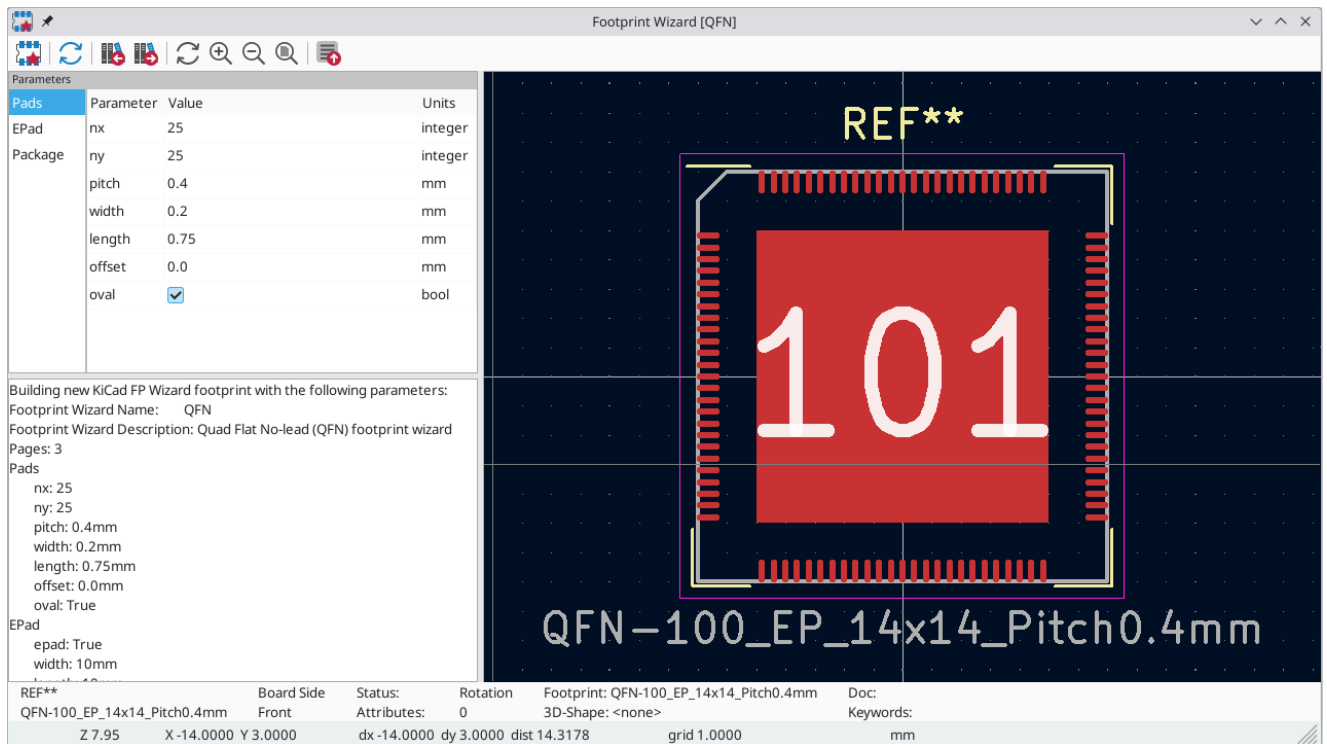 Footprint Wizard [QFN]
Parameters
Pads
EPad
Package
Parameter Value Units
nx 25 integer
ny 25 integer
pitch 0.4 mm
width 0.2 mm
length 0.75 mm
offset 0.0 mm
oval bool
Building new KiCad FP Wizard footprint with the following parameters:
Footprint Wizard Name: QFN
Footprint Wizard Description: Quad Flat No-lead (QFN) footprint wizard
Pages: 3
Pads
nx: 25
ny: 25
pitch: 0.4mm
width: 0.2mm
length: 0.75mm
offset: 0.0mm
oval: True
EPad
epad: True
width: 10mm
REF**
101
QFN-100_EP_14x14_Pitch0.4mm
REF** Board Side Status: Rotation Footprint: QFN-100_EP_14x14_Pitch0.4mm Doc:
QFN-100_EP_14x14_Pitch0.4mm Front Attributes: 0 3D-Shape: <none> Keywords:
Z 7.95 X -14.0000 Y 3.0000 dx -14.0000 dy 3.0000 dist 14.3178 grid 1.0000 mm